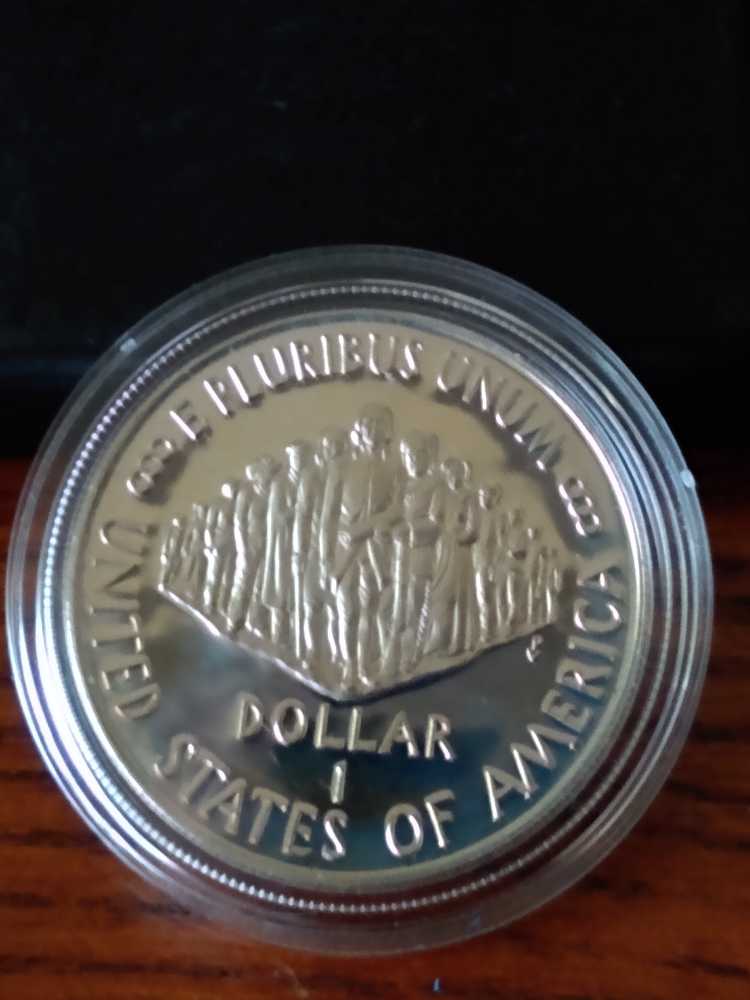 E PLURIBUS UNUM
DOLLAR
1
UNITED STATES OF AMERICA